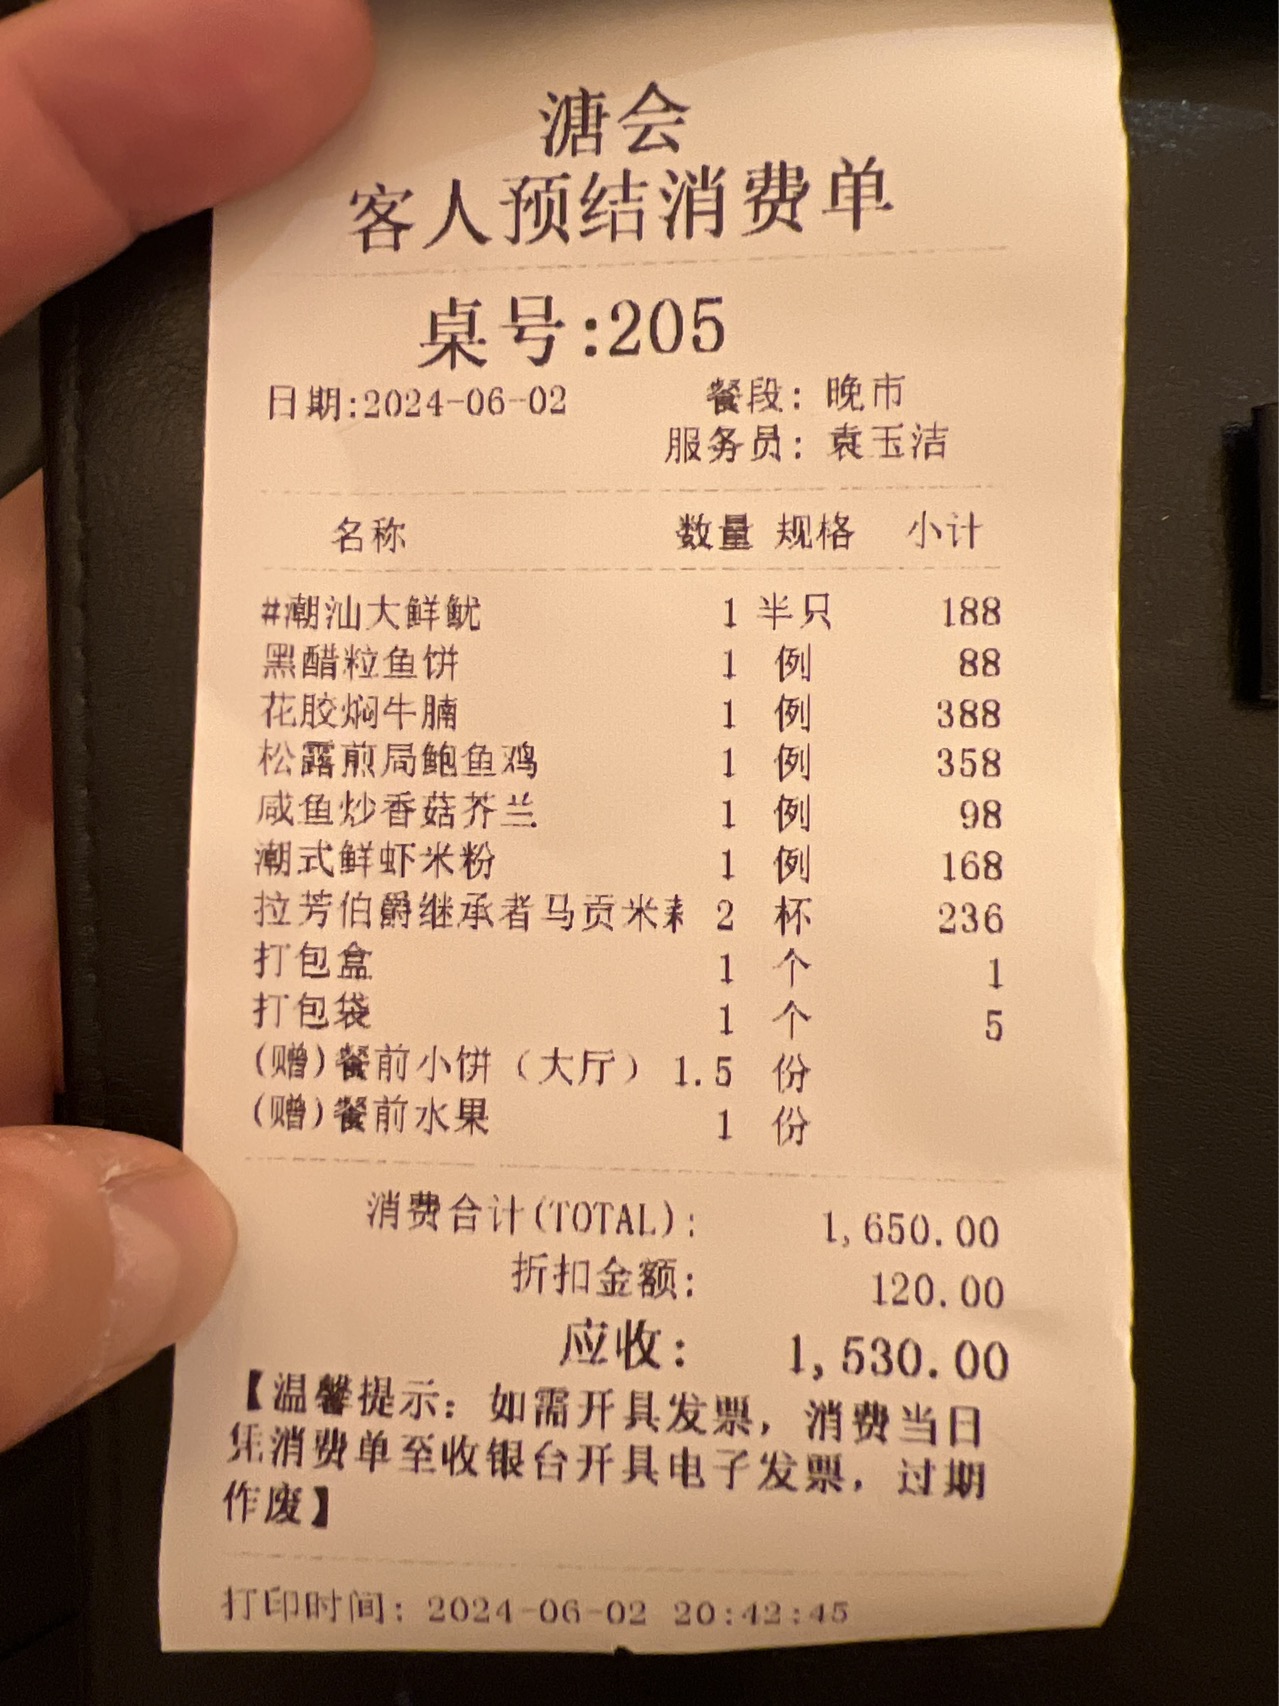 溏会
客人预结消费单
桌号:205
日期:2024-06-02 餐段: 晚市
服务员: 袁玉洁
名称 数量 规格 小计
#潮汕大鲜鱿 1 半只 188
黑醋粒鱼饼 1 例 88
花胶焖牛腩 1 例 388
松露煎局鲍鱼鸡 1 例 358
咸鱼炒香菇芥兰 1 例 98
潮式鲜虾米粉 1 例 168
拉芳伯爵继承者马贡米 2 杯 236
打包盒 1 个 1
打包袋 1 个 5
(赠)餐前小饼（大厅） 1.5 份
(赠)餐前水果 1 份
消费合计(TOTAL): 1,650.00
折扣金额: 120.00
应收: 1,530.00
【温馨提示：如需开具发票，消费当日
凭消费单至收银台开具电子发票，过期
作废】
打印时间: 2024-06-02 20:42:45